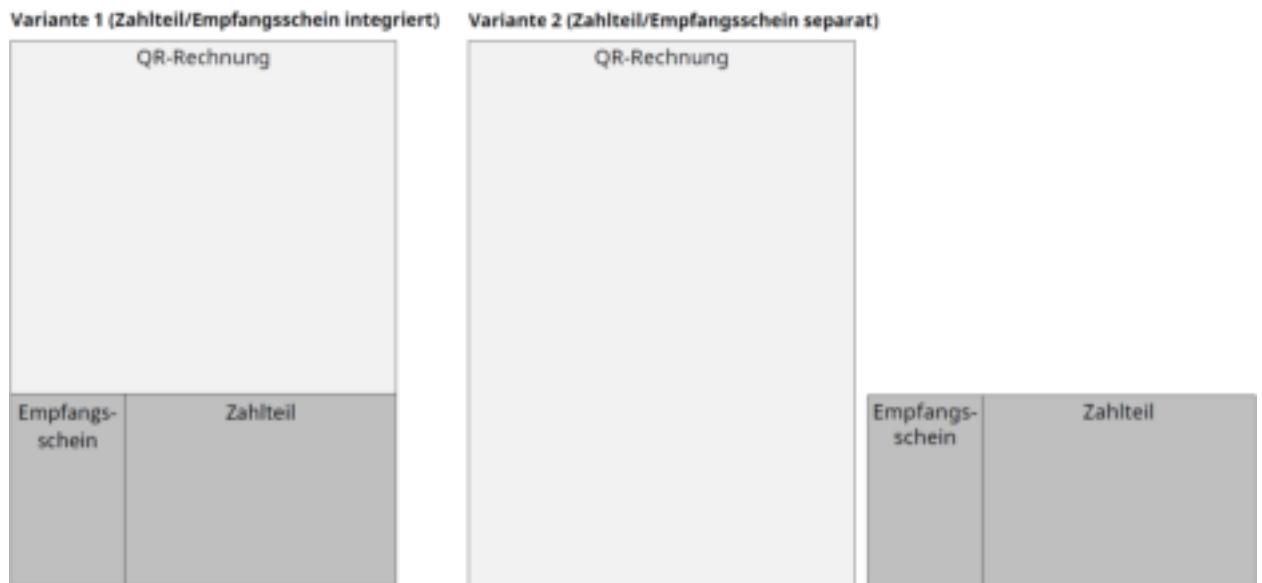 Variante 1 (Zahlteil/Empfangsschein integriert)
QR-Rechnung
Empfangs-
schein
Zahlteil
Variante 2 (Zahlteil/Empfangsschein separat)
QR-Rechnung
Empfangs-
schein
Zahlteil